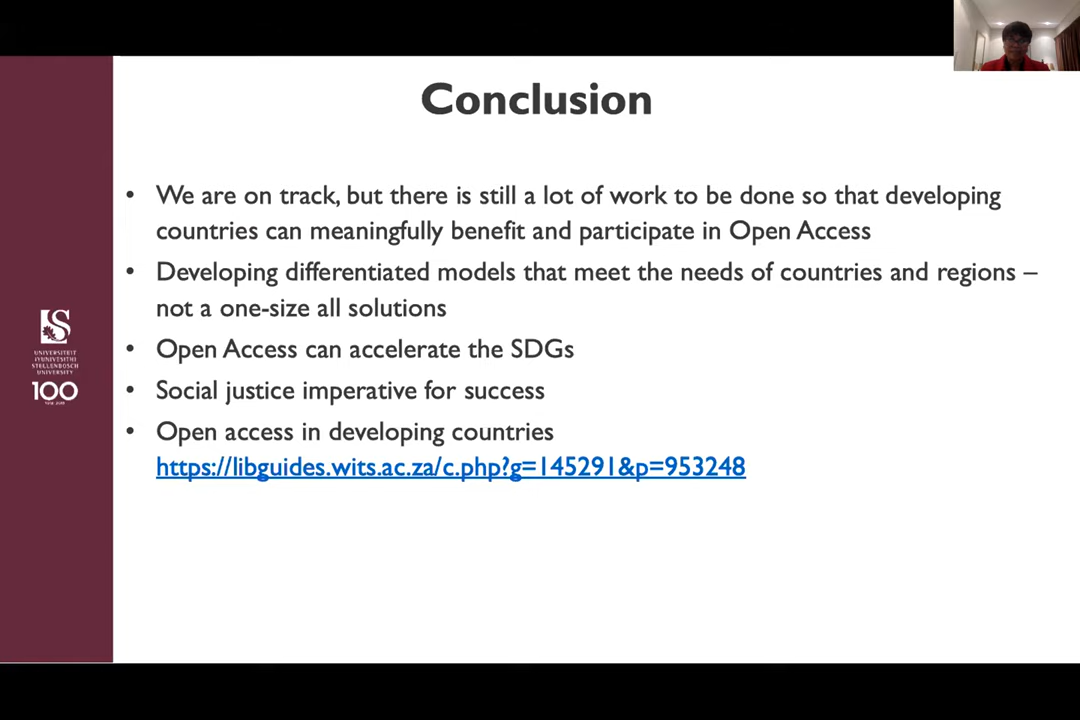 Conclusion
• We are on track, but there is still a lot of work to be done so that developing
countries can meaningfully benefit and participate in Open Access
• Developing differentiated models that meet the needs of countries and regions –
not a one-size all solutions
• Open Access can accelerate the SDGs
• Social justice imperative for success
• Open access in developing countries
https://libguides.wits.ac.za/c.php?g=145291&p=953248
UNIVERSITEIT
IYUNIVESITHI
STELLENBOSCH
UNIVERSITY
100